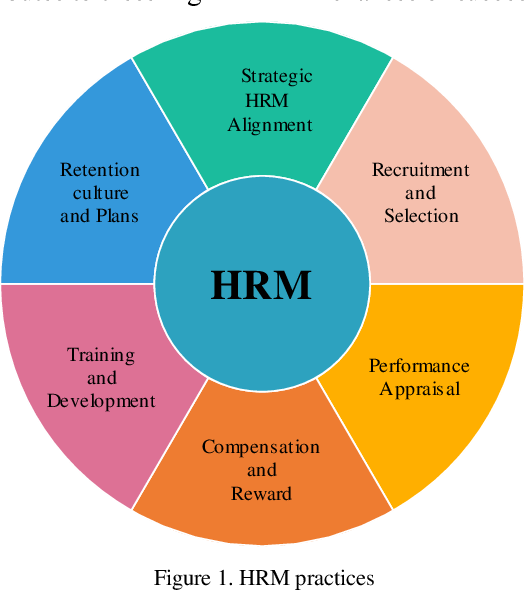 Strategic
HRM
Alignment
Recruitment
and
Selection
Performance
Appraisal
Compensation
and
Reward
Training
and
Development
Retention
culture
and Plans
HRM
Figure 1. HRM practices